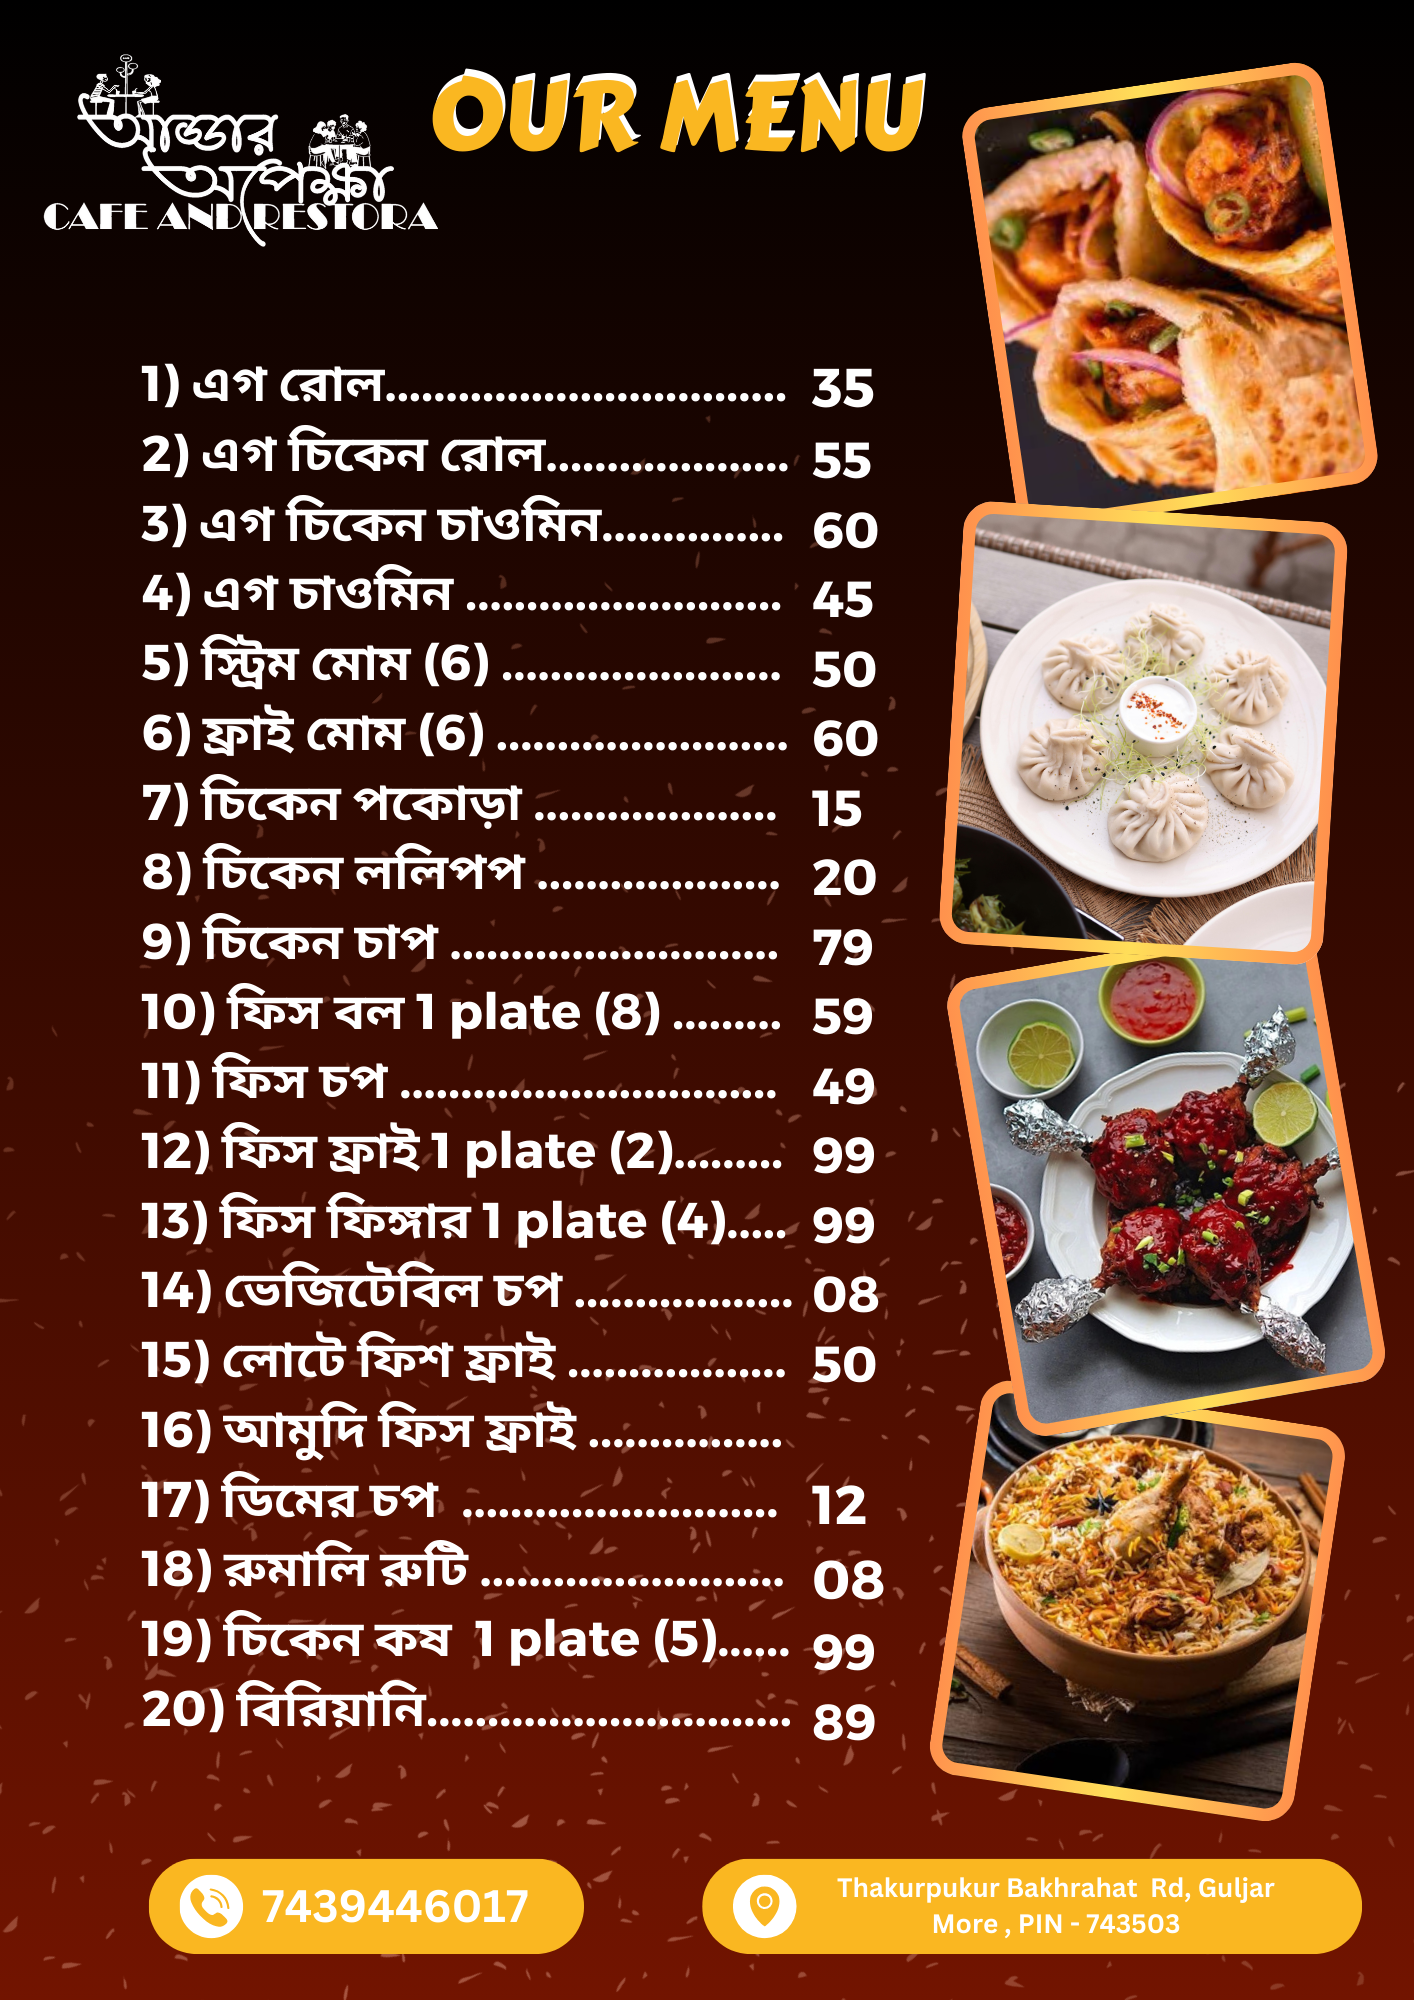 আড্ডার
অপেক্ষা
CAFE AND RESTORA
OUR MENU
1) এগ রোল................................. 35
2) এগ চিকেন রোল.................... 55
3) এগ চিকেন চাওমিন............... 60
4) এগ চাওমিন .......................... 45
5) স্ট্রিম মোম (6) ....................... 50
6) ফ্রাই মোম (6) ........................ 60
7) চিকেন পকোড়া .................... 15
8) চিকেন ললিপপ .................... 20
9) চিকেন চাপ ........................... 79
10) ফিস বল 1 plate (8) ......... 59
11) ফিস চপ ............................... 49
12) ফিস ফ্রাই 1 plate (2)......... 99
13) ফিস ফিঙ্গার 1 plate (4)..... 99
14) ভেজিটেবিল চপ .................. 08
15) লোটে ফিশ ফ্রাই .................. 50
16) আমুদি ফিস ফ্রাই ................
17) ডিমের চপ .......................... 12
18) রুমালি রুটি ......................... 08
19) চিকেন কষ 1 plate (5)...... 99
20) বিরিয়ানি.............................. 89
7439446017
Thakurpukur Bakhrahat Rd, Guljar
More , PIN - 743503